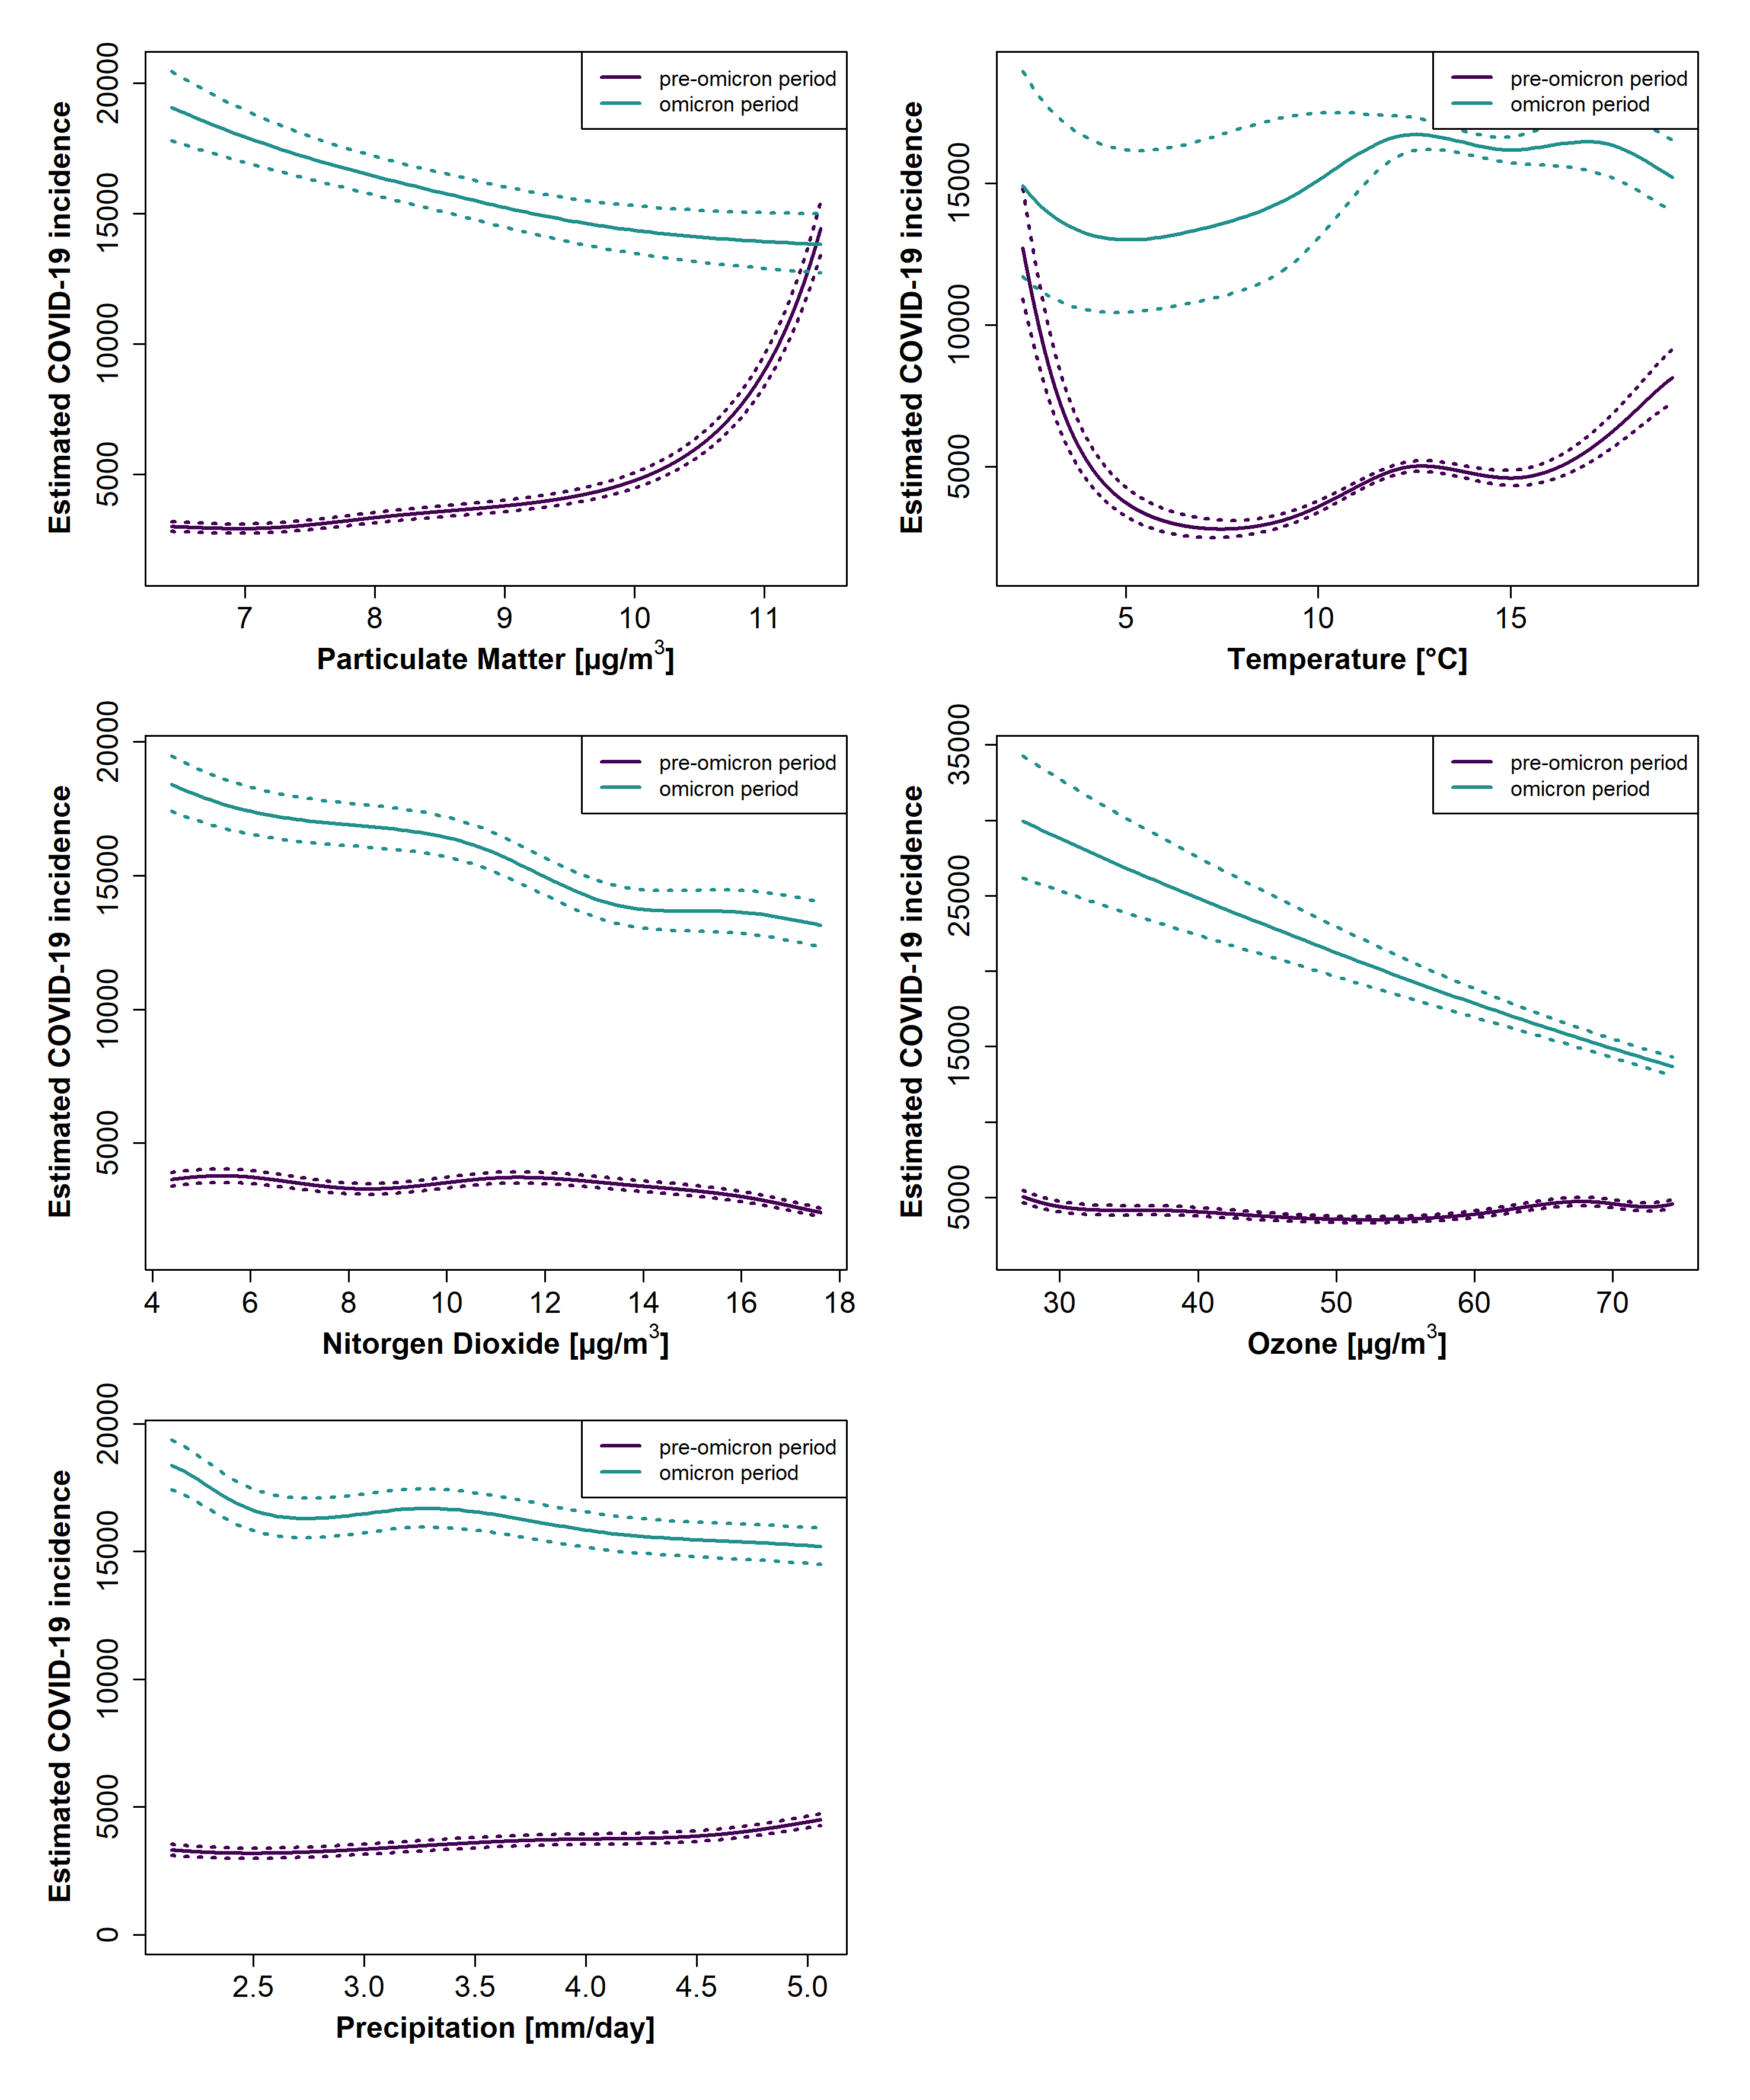 Estimated COVID-19 incidence
20000
15000
10000
5000
pre-omicron period
omicron period
7 8 9 10 11
Particulate Matter [µg/m³]
Estimated COVID-19 incidence
15000
10000
5000
pre-omicron period
omicron period
5 10 15
Temperature [°C]
Estimated COVID-19 incidence
20000
15000
10000
5000
pre-omicron period
omicron period
4 6 8 10 12 14 16 18
Nitorgen Dioxide [µg/m³]
Estimated COVID-19 incidence
35000
25000
15000
5000
pre-omicron period
omicron period
30 40 50 60 70
Ozone [µg/m³]
Estimated COVID-19 incidence
20000
15000
10000
5000
0
pre-omicron period
omicron period
2.5 3.0 3.5 4.0 4.5 5.0
Precipitation [mm/day]